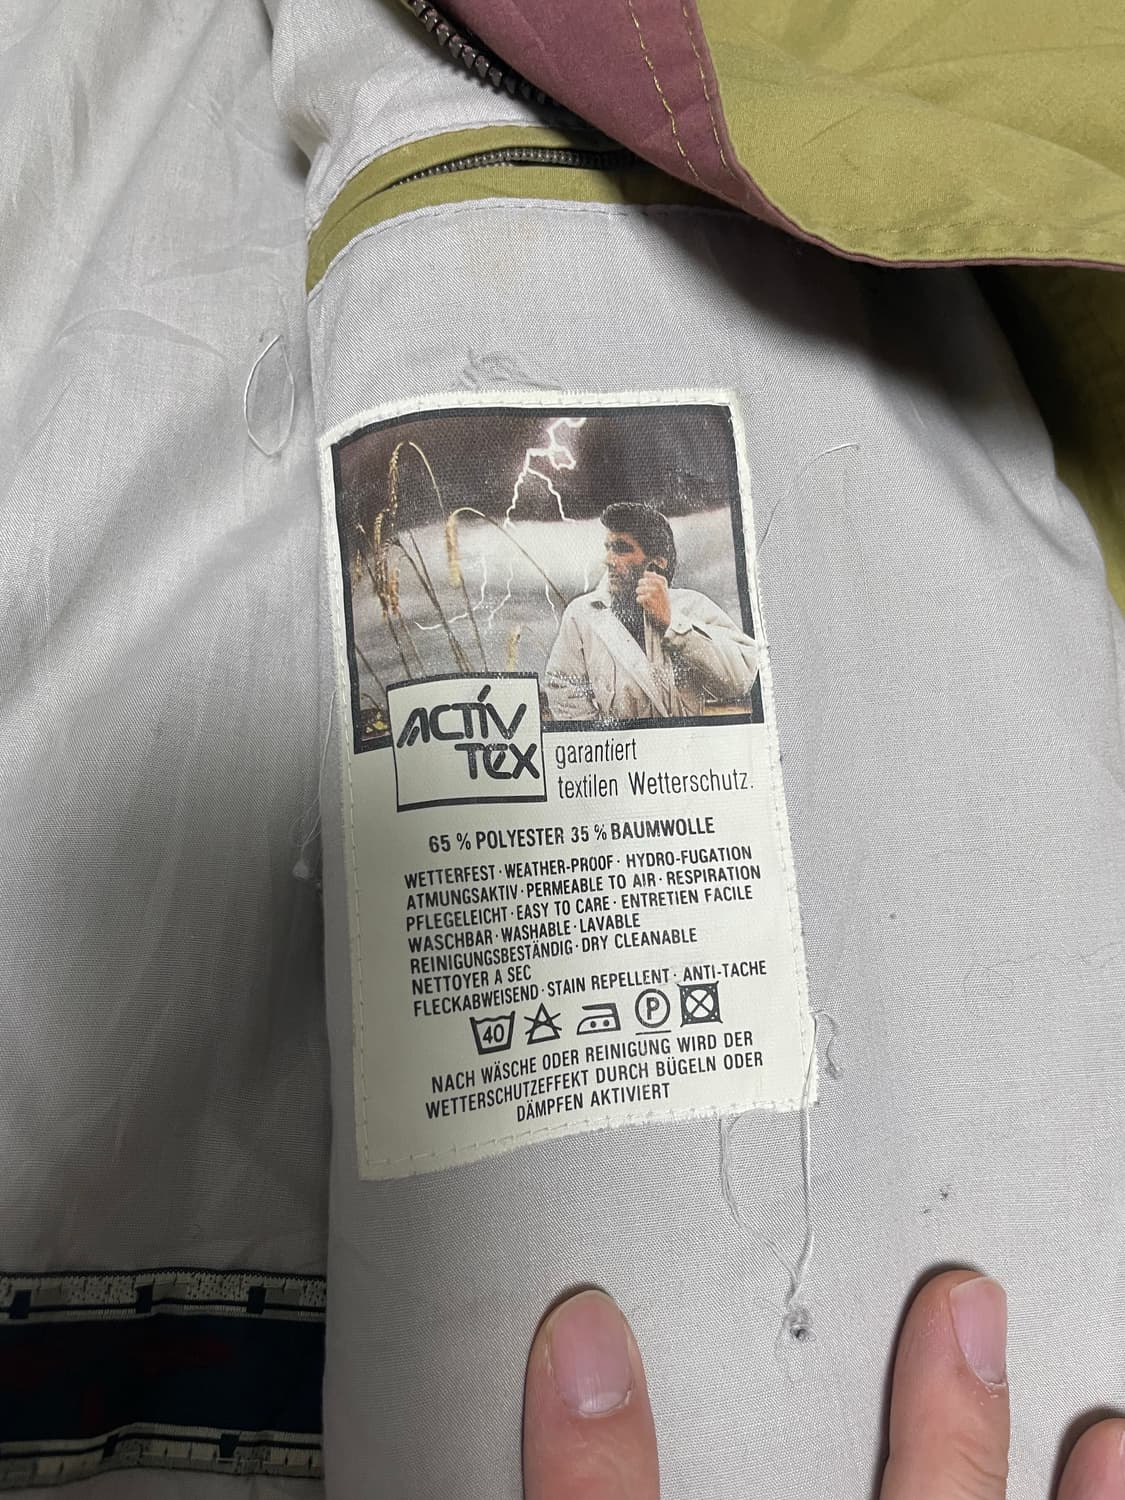 ACTIV
TEX
garantiert
textilen Wetterschutz.
65 % POLYESTER 35 % BAUMWOLLE
WETTERFEST · WEATHER-PROOF · HYDRO-FUGATION
ATMUNGSAKTIV · PERMEABLE TO AIR · RESPIRATION
PFLEGELEICHT · EASY TO CARE · ENTRETIEN FACILE
WASCHBAR · WASHABLE · LAVABLE
REINIGUNGSBESTÄNDIG · DRY CLEANABLE
NETTOYER A SEC
FLECKABWEISEND · STAIN REPELLENT · ANTI-TACHE
40 P
NACH WÄSCHE ODER REINIGUNG WIRD DER
WETTERSCHUTZEFFEKT DURCH BÜGELN ODER
DÄMPFEN AKTIVIERT